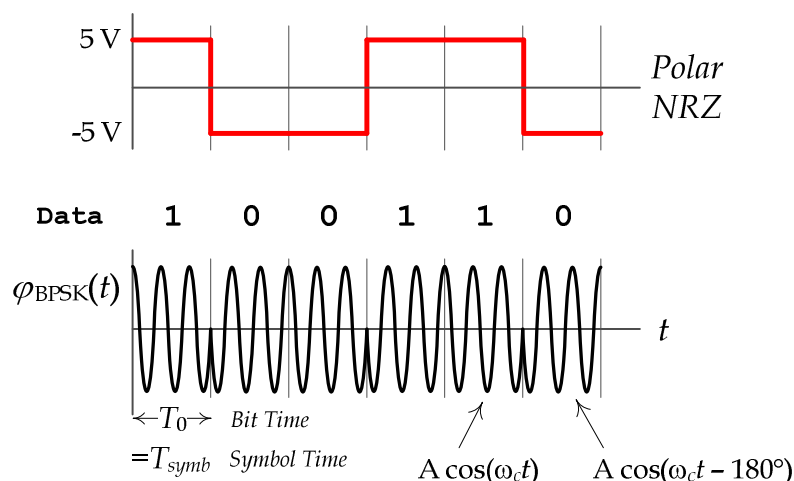 5 V
Polar
NRZ
-5 V
Data 1 0 0 1 1 0
φBPSK(t)
t
T0 Bit Time
=Tsymb Symbol Time
A cos(ωct)
A cos(ωct – 180°)